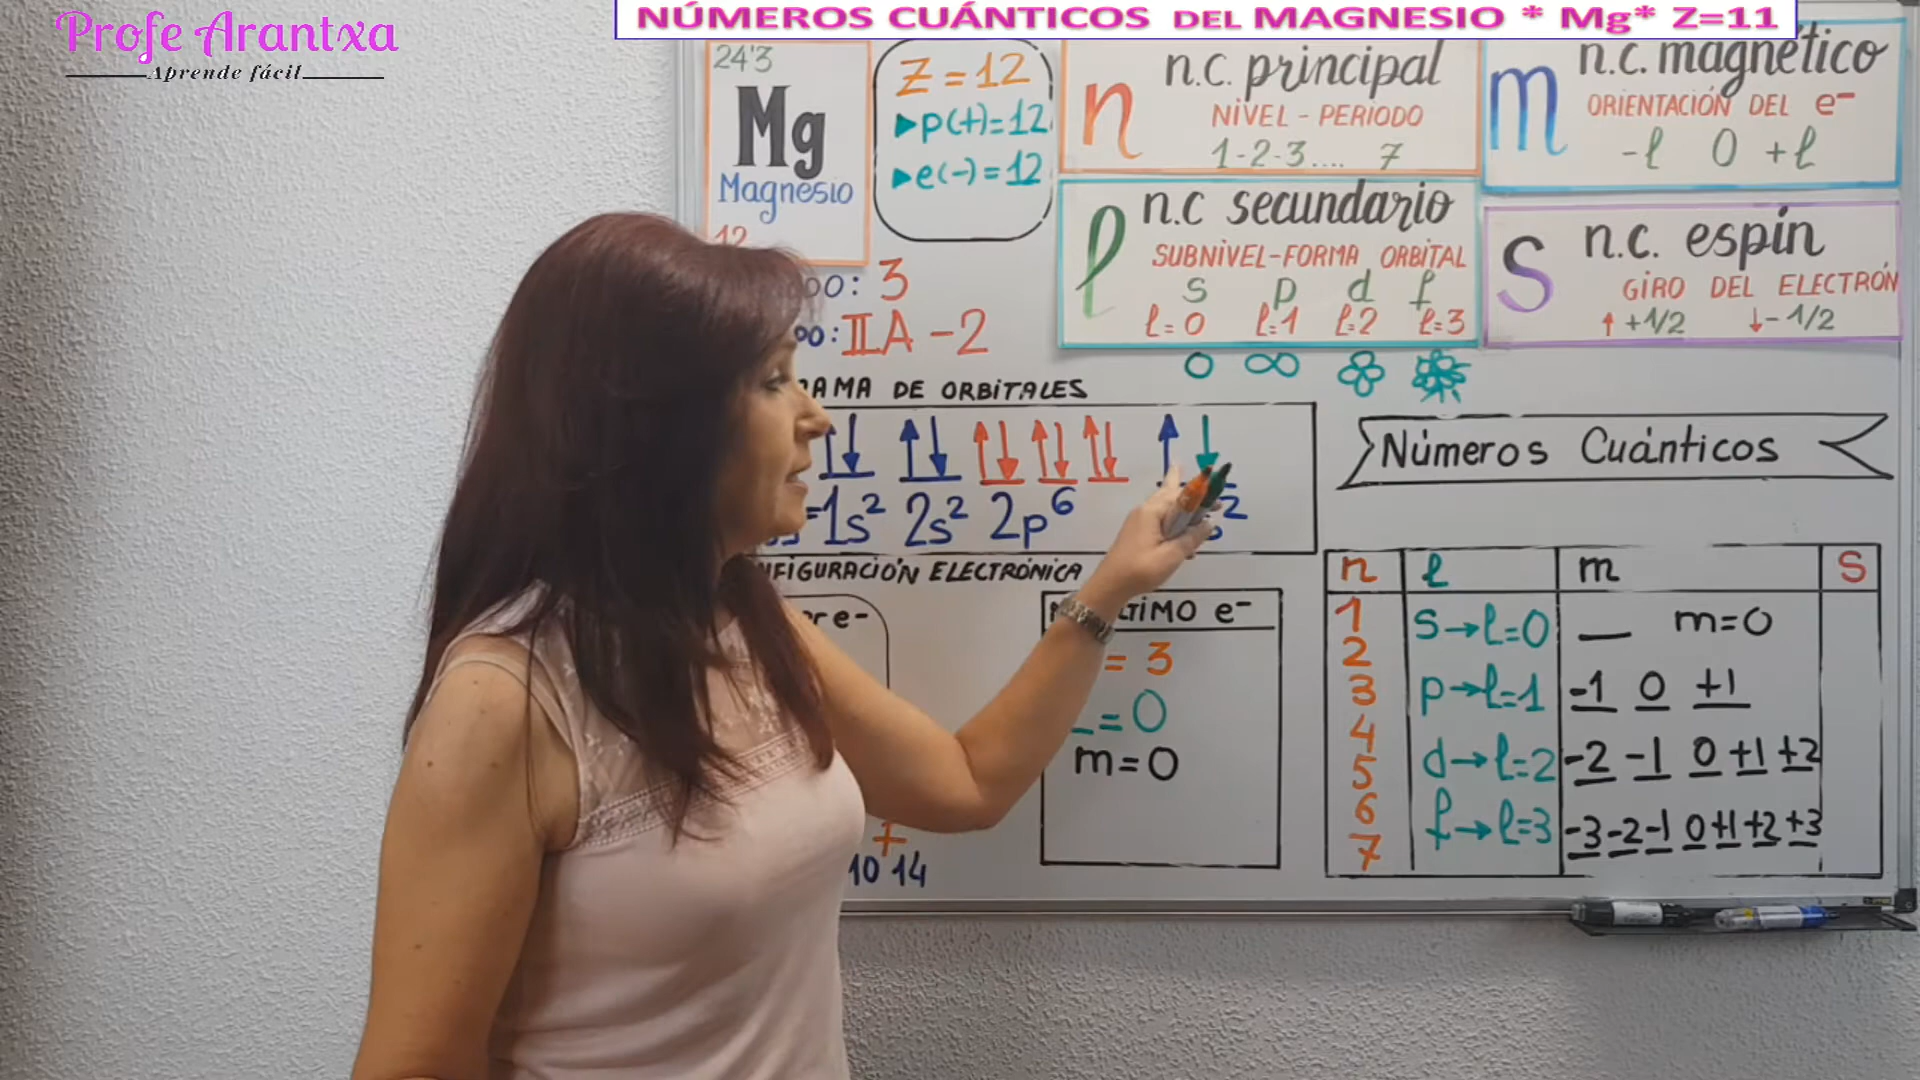 Profe Arantxa
Aprende fácil
NÚMEROS CUÁNTICOS DEL MAGNESIO * Mg* Z=11
24'3
Mg
Magnesio
12
Z=12
p(+)=12
e(-)=12
n
n.c. principal
NIVEL - PERIODO
1-2-3.... 7
m
n.c. magnético
ORIENTACIÓN DEL e-
-l 0 +l
l
n.c secundario
SUBNIVEL-FORMA ORBITAL
s p d f
l=0 l=1 l=2 l=3
S
n.c. espín
GIRO DEL ELECTRÓN
↑ +1/2 ↓ - 1/2
: 3
: IIA - 2
DE ORBITALES
=1s² 2s² 2p⁶
ELECTRÓNICA
e-
e-
= 3
= 0
m=0
7
10 14
Números Cuánticos
n l m S
1 s→l=0 m=0
2
3 p→l=1 -1 0 +1
4
5 d→l=2 -2 -1 0 +1 +2
6
7 f→l=3 -3 -2 -1 0 +1 +2 +3